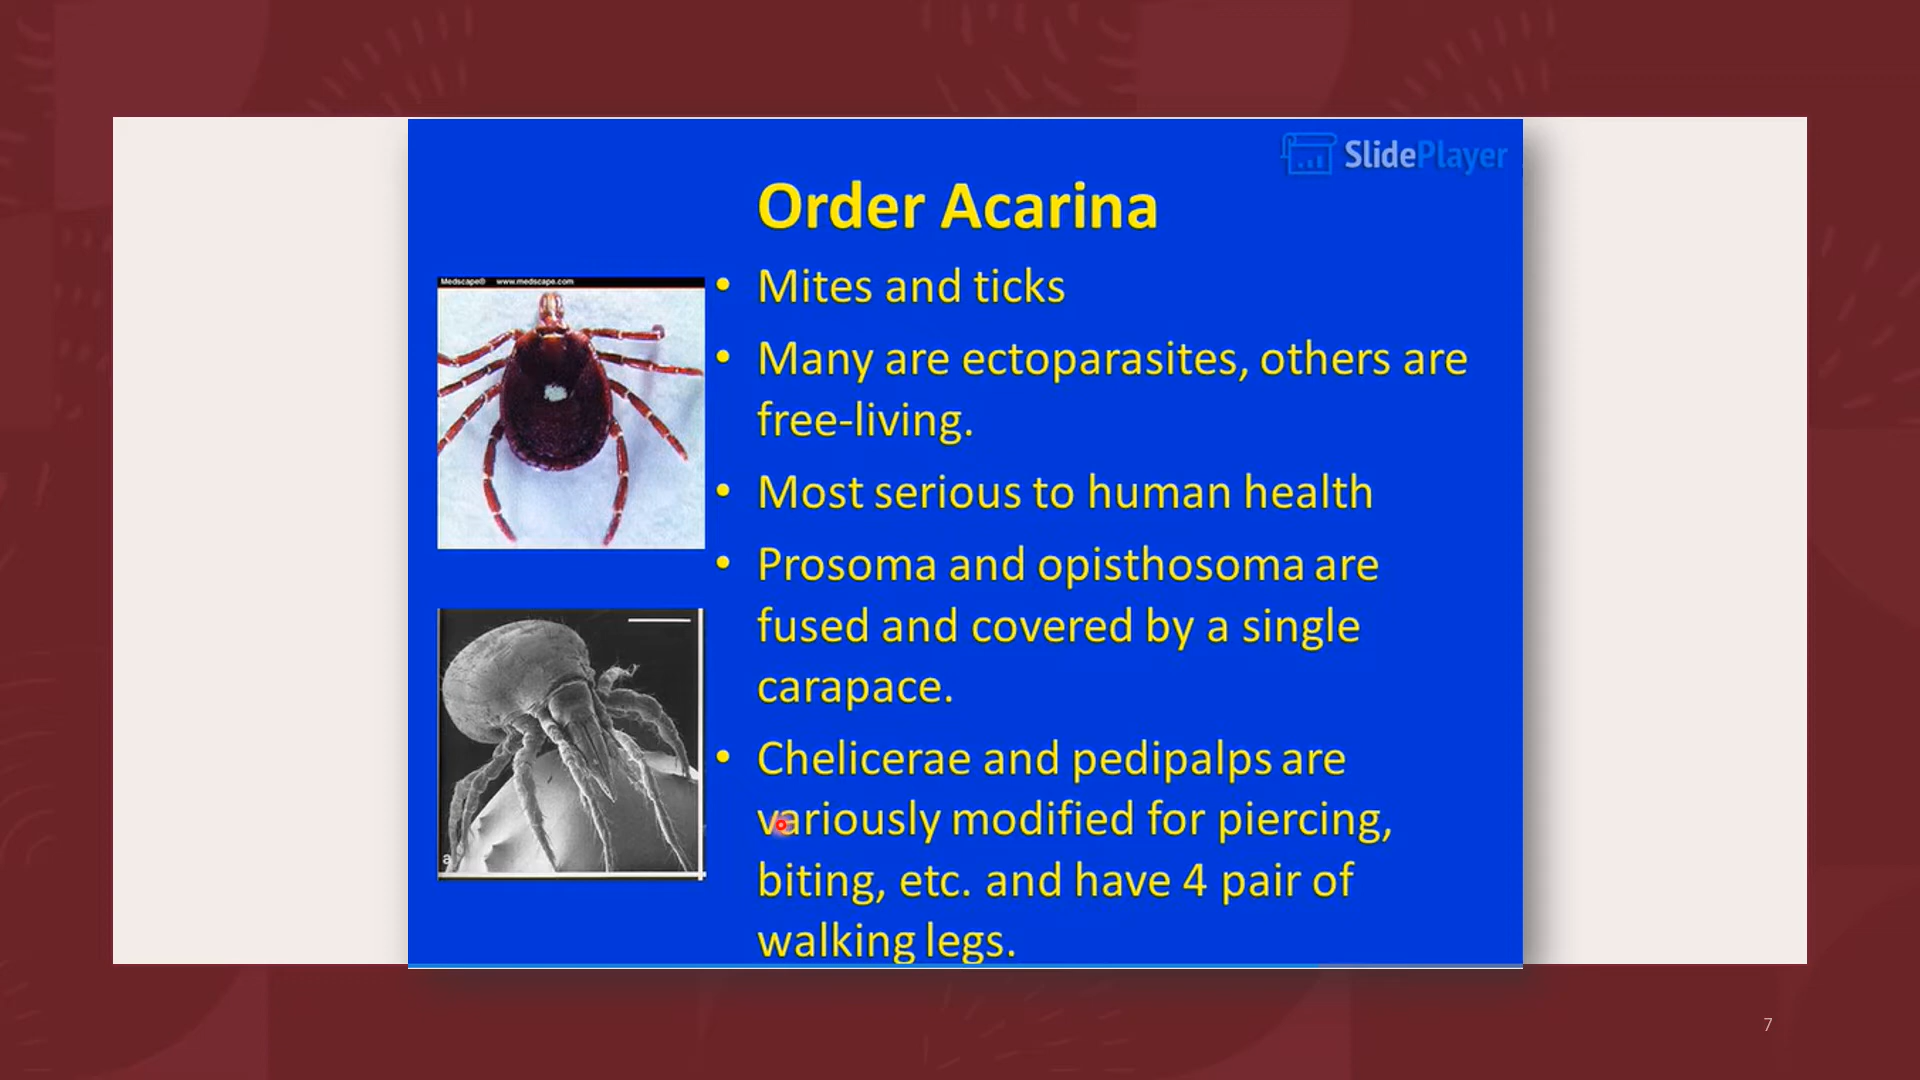 SlidePlayer
Order Acarina
Medscape® www.medscape.com
• Mites and ticks
• Many are ectoparasites, others are
free-living.
• Most serious to human health
• Prosoma and opisthosoma are
fused and covered by a single
carapace.
• Chelicerae and pedipalps are
variously modified for piercing,
biting, etc. and have 4 pair of
walking legs.
a
7